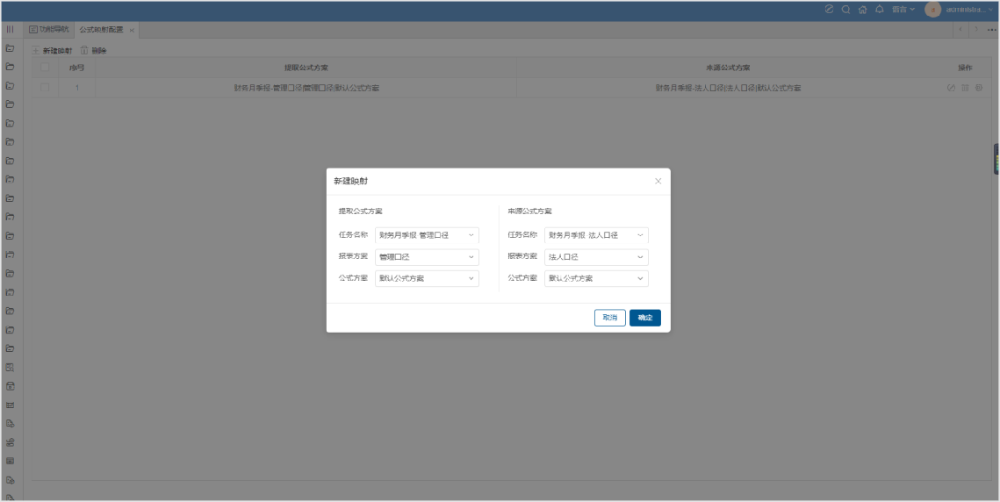 语言 administra...
功能导航 公式映射配置 ×
新建映射 删除
序号 提取公式方案 来源公式方案 操作
1 财务月季报-管理口径|管理口径|默认公式方案 财务月季报-法人口径|法人口径|默认公式方案
新建映射
提取公式方案 来源公式方案
任务名称 财务月季报-管理口径 任务名称 财务月季报-法人口径
报表方案 管理口径 报表方案 法人口径
公式方案 默认公式方案 公式方案 默认公式方案
取消 确定